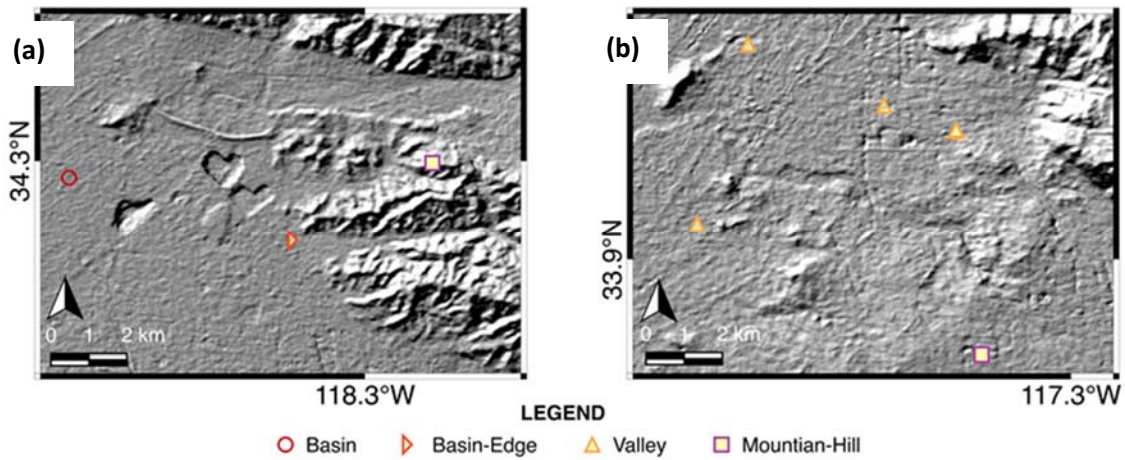 (a)
(b)
34.3°N
33.9°N
0 1 2 km
0 1 2 km
118.3°W
117.3°W
LEGEND
Basin Basin-Edge Valley Mountian-Hill